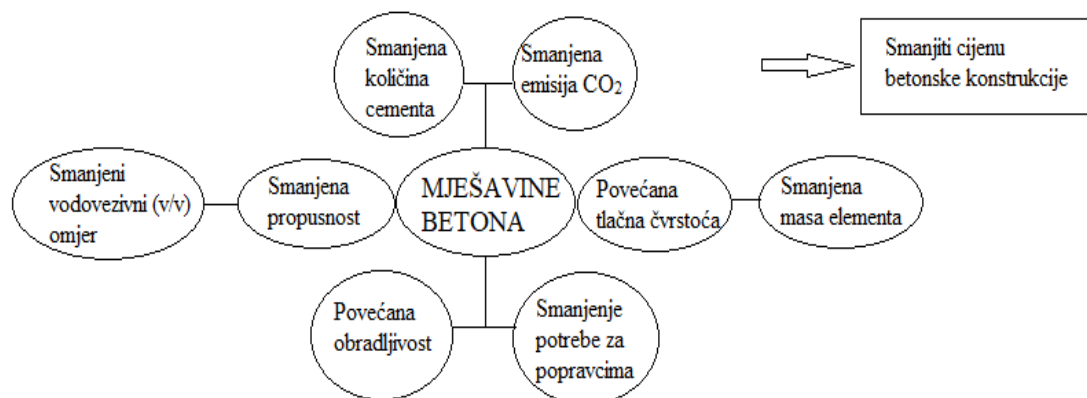 Smanjena
količina
cementa
Smanjena
emisija CO₂
Smanjiti cijenu
betonske konstrukcije
Smanjeni
vodovezivni (v/v)
omjer
Smanjena
propusnost
MJEŠAVINE
BETONA
Povećana
tlačna čvrstoća
Smanjena
masa elementa
Povećana
obradljivost
Smanjenje
potrebe za
popravcima